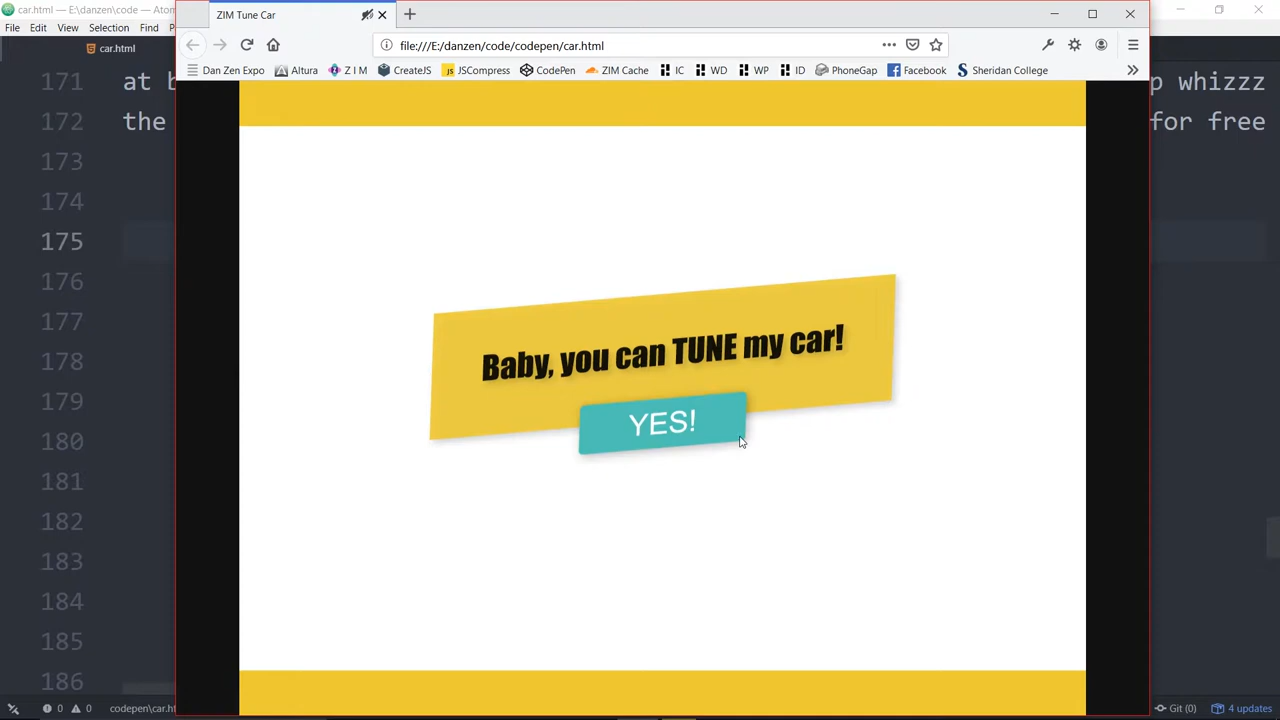 car.html — E:\danzen\code — Atom
ZIM Tune Car
File Edit View Selection Find
file:///E:/danzen/code/codepen/car.html
car.html
Dan Zen Expo Altura Z I M CreateJS JSCompress CodePen ZIM Cache IC WD WP ID PhoneGap Facebook Sheridan College
171 at whizzz
172 the for free
173
174
175
176
177
178
179
180
181
182
183
184
185
186
Baby, you can TUNE my car!
YES!
0 0 codepen\car.ht Git (0) 4 updates